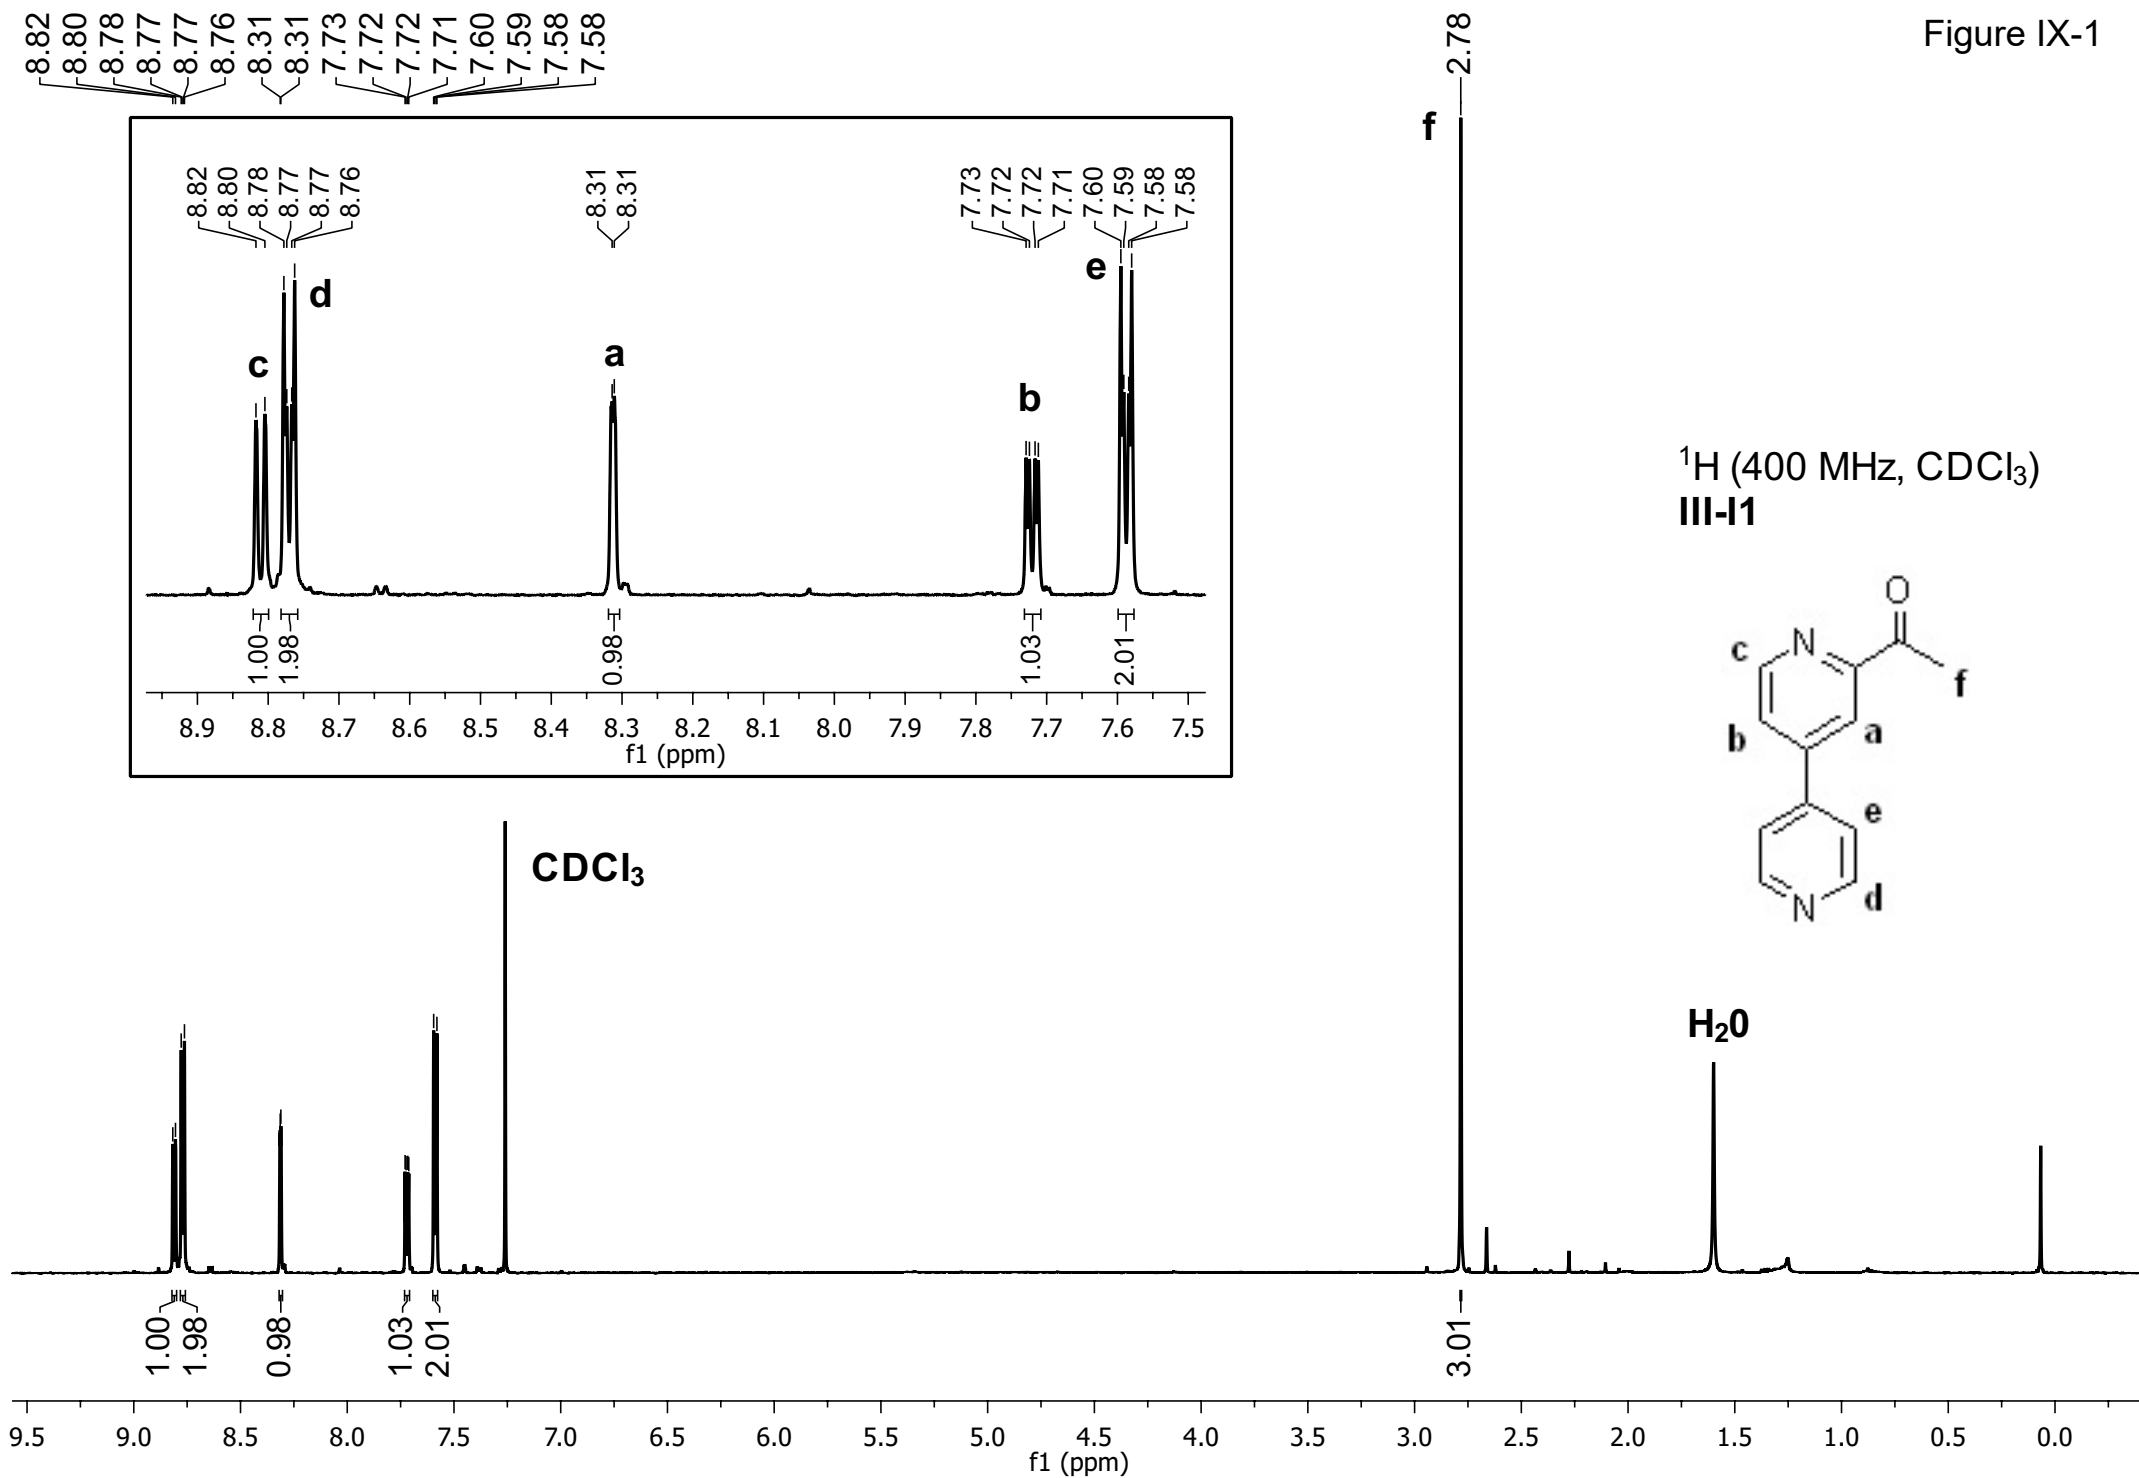 8.82 8.80 8.78 8.77 8.77 8.76 8.31 8.31 7.73 7.72 7.72 7.71 7.60 7.59 7.58 7.58
2.78
Figure IX-1
f
8.82 8.80 8.78 8.77 8.77 8.76 8.31 8.31 7.73 7.72 7.72 7.71 7.60 7.59 7.58 7.58
c
d
a
b
e
1.00 1.98 0.98 1.03 2.01
8.9 8.8 8.7 8.6 8.5 8.4 8.3 8.2 8.1 8.0 7.9 7.8 7.7 7.6 7.5
f1 (ppm)
¹H (400 MHz, CDCl₃)
III-I1
O
c N
f
b a
e
N d
CDCl₃
H₂0
1.00 1.98 0.98 1.03 2.01 3.01
9.5 9.0 8.5 8.0 7.5 7.0 6.5 6.0 5.5 5.0 4.5 4.0 3.5 3.0 2.5 2.0 1.5 1.0 0.5 0.0
f1 (ppm)